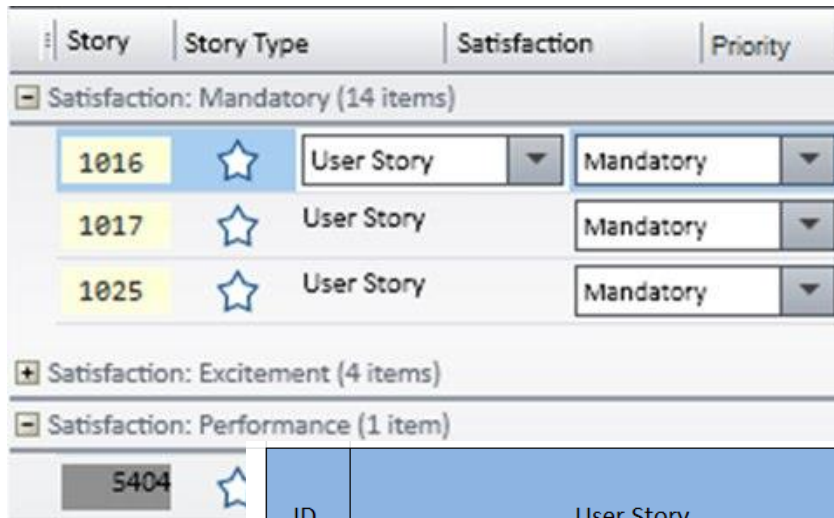 Story Story Type Satisfaction Priority
Satisfaction: Mandatory (14 items)
1016 User Story Mandatory
1017 User Story Mandatory
1025 User Story Mandatory
Satisfaction: Excitement (4 items)
Satisfaction: Performance (1 item)
5404
ID User Story